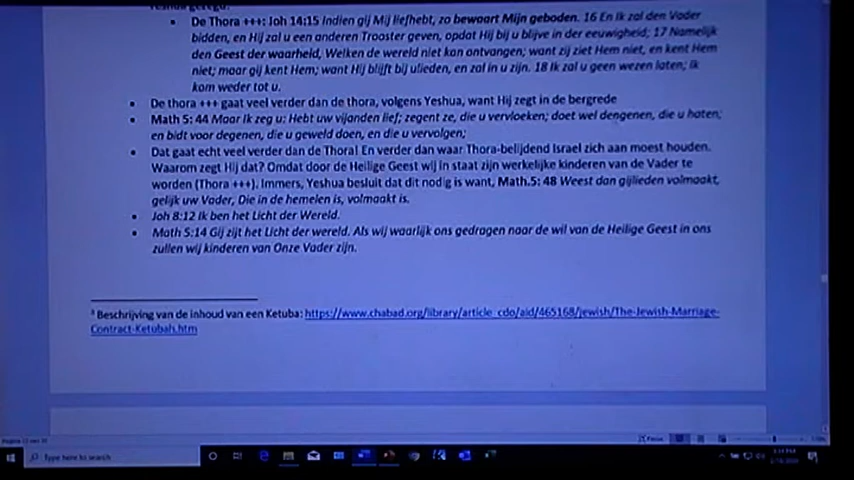 De Thora +++: Joh 14:15 Indien gij Mij liefhebt, zo bewaart Mijn geboden. 16 En Ik zal den Vader
bidden, en Hij zal u een anderen Trooster geven, opdat Hij bij u blijve in der eeuwigheid; 17 Namelijk
den Geest der waarheid, Welken de wereld niet kan ontvangen; want zij ziet Hem niet, en kent Hem
niet; maar gij kent Hem; want Hij blijft bij ulieden, en zal in u zijn. 18 Ik zal u geen wezen laten; Ik
kom weder tot u.
De thora +++ gaat veel verder dan de thora, volgens Yeshua, want Hij zegt in de bergrede
Math 5: 44 Maar Ik zeg u: Hebt uw vijanden lief; zegent ze, die u vervloeken; doet wel dengenen, die u haten;
en bidt voor degenen, die u geweld doen, en die u vervolgen;
Dat gaat echt veel verder dan de Thora! En verder dan waar Thora-belijdend Israel zich aan moest houden.
Waarom zegt Hij dat? Omdat door de Heilige Geest wij in staat zijn werkelijke kinderen van de Vader te
worden (Thora +++). Immers, Yeshua besluit dat dit nodig is want, Math.5: 48 Weest dan gijlieden volmaakt,
gelijk uw Vader, Die in de hemelen is, volmaakt is.
Joh 8:12 Ik ben het Licht der Wereld.
Math 5:14 Gij zijt het Licht der wereld. Als wij waarlijk ons gedragen naar de wil van de Heilige Geest in ons
zullen wij kinderen van Onze Vader zijn.
Beschrijving van de inhoud van een Ketuba: https://www.chabad.org/library/article_cdo/aid/465168/jewish/The-Jewish-Marriage-
Contract-Ketubah.htm
Focus
Type here to search